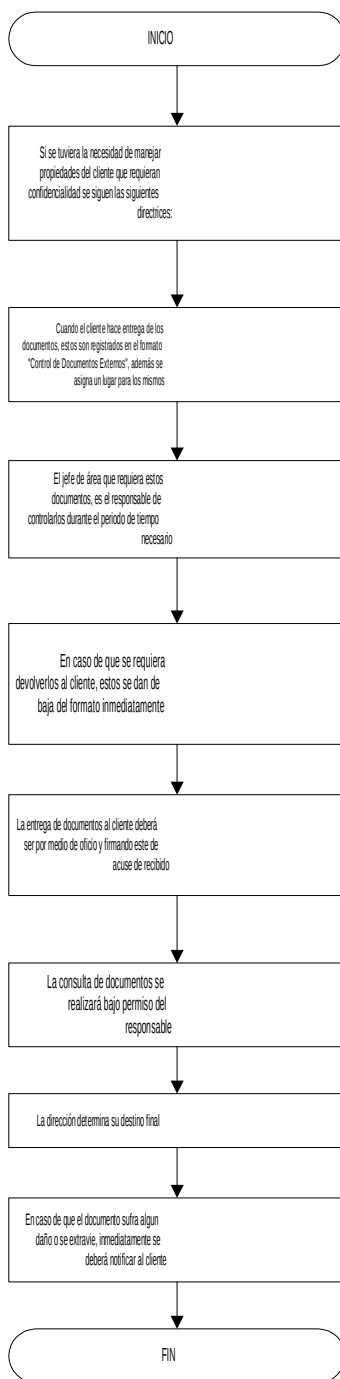 INICIO
Si se tuviera la necesidad de manejar
propiedades del cliente que requieran
confidencialidad se siguen las siguientes
directrices:
Cuando el cliente hace entrega de los
documentos, estos son registrados en el formato
"Control de Documentos Externos", además se
asigna un lugar para los mismos
El jefe de área que requiera estos
documentos, es el responsable de
controlarlos durante el periodo de tiempo
necesario
En caso de que se requiera
devolverlos al cliente, estos se dan de
baja del formato inmediatamente
La entrega de documentos al cliente deberá
ser por medio de oficio y firmando este de
acuse de recibido
La consulta de documentos se
realizará bajo permiso del
responsable
La dirección determina su destino final
En caso de que el documento sufra algun
daño o se extravie, inmediatamente se
deberá notificar al cliente
FIN